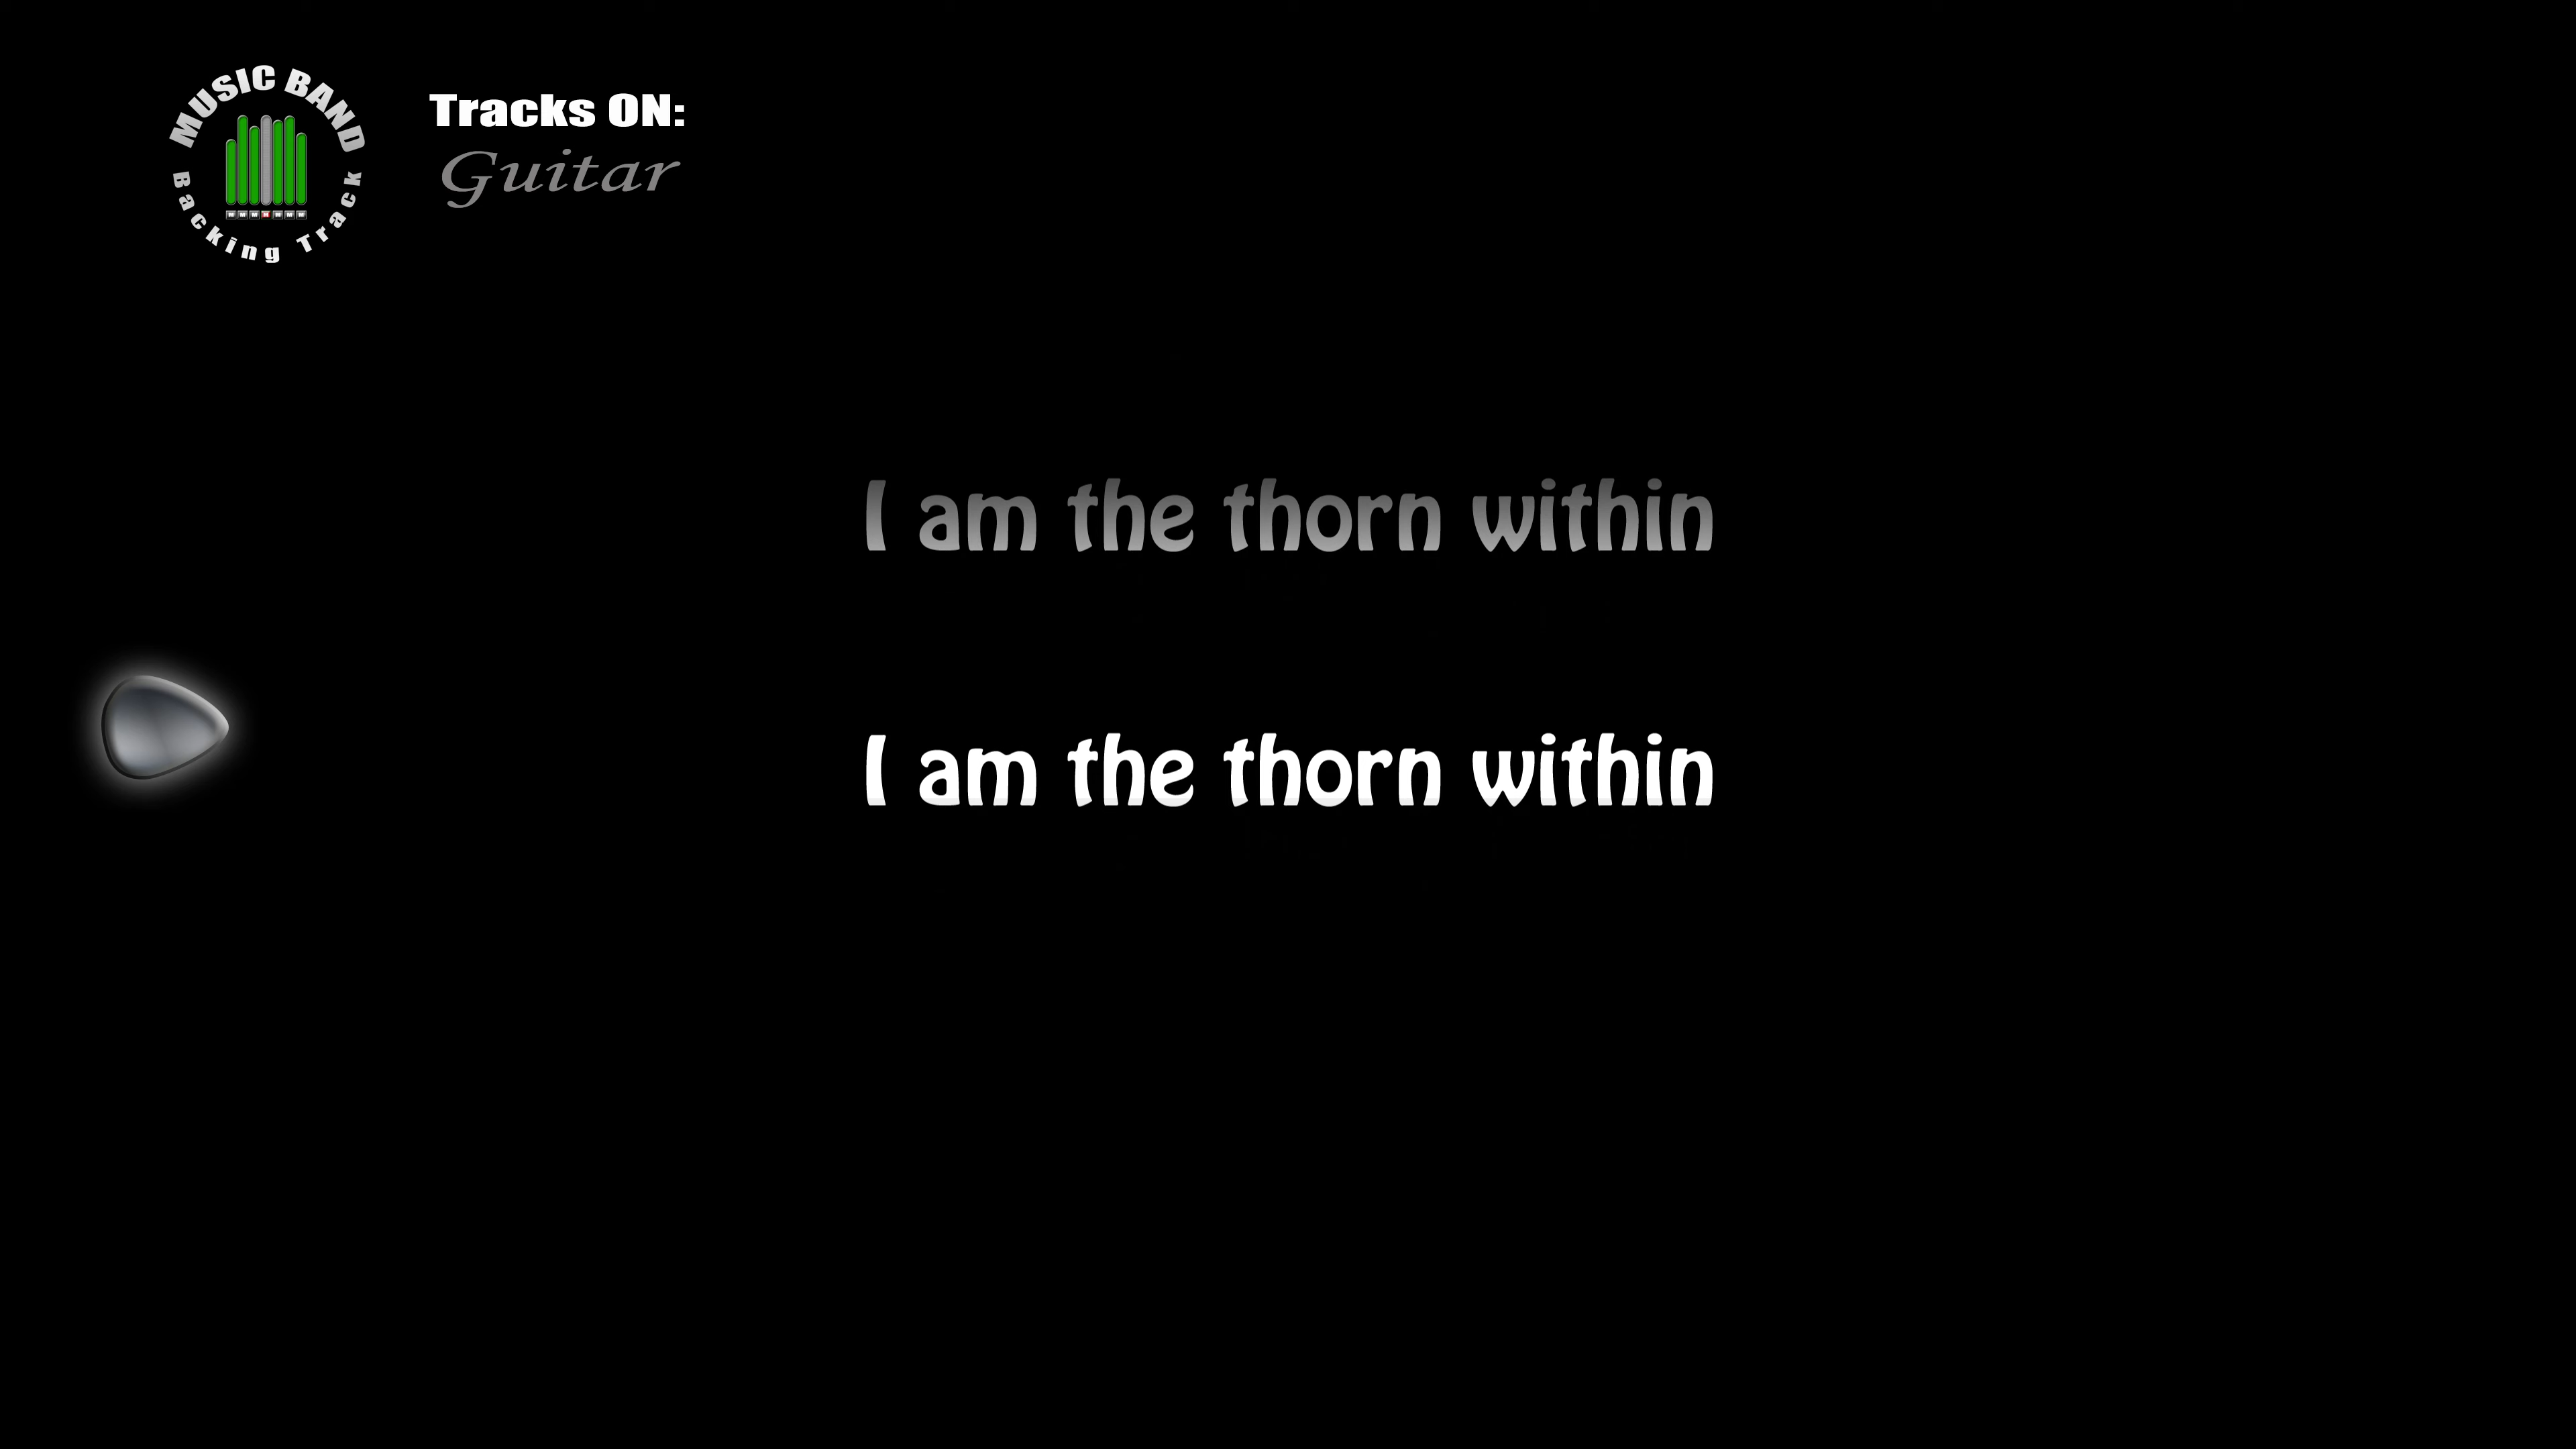 MUSIC BAND
Backing Track
Tracks ON:
Guitar
I am the thorn within
I am the thorn within